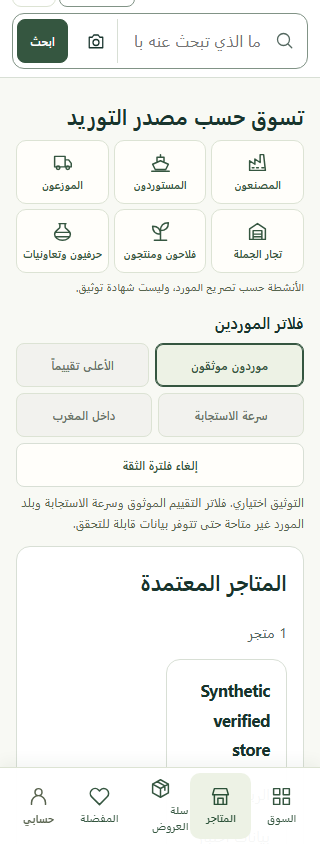 ما الذي تبحث عنه با
ابحث
تسوق حسب مصدر التوريد
المصنعون
المستوردون
الموزعون
تجار الجملة
فلاحون ومنتجون
حرفيون وتعاونيات
الأنشطة حسب تصريح المورد، وليست شهادة توثيق.
فلاتر الموردين
موردون موثقون
الأعلى تقييماً
سرعة الاستجابة
داخل المغرب
إلغاء فلترة الثقة
التوثيق اختياري. فلاتر التقييم الموثوق وسرعة الاستجابة وبلد
المورد غير متاحة حتى تتوفر بيانات قابلة للتحقق.
المتاجر المعتمدة
1 متجر
Synthetic
verified
store
السوق
المتاجر
سلة
العروض
المفضلة
حسابي